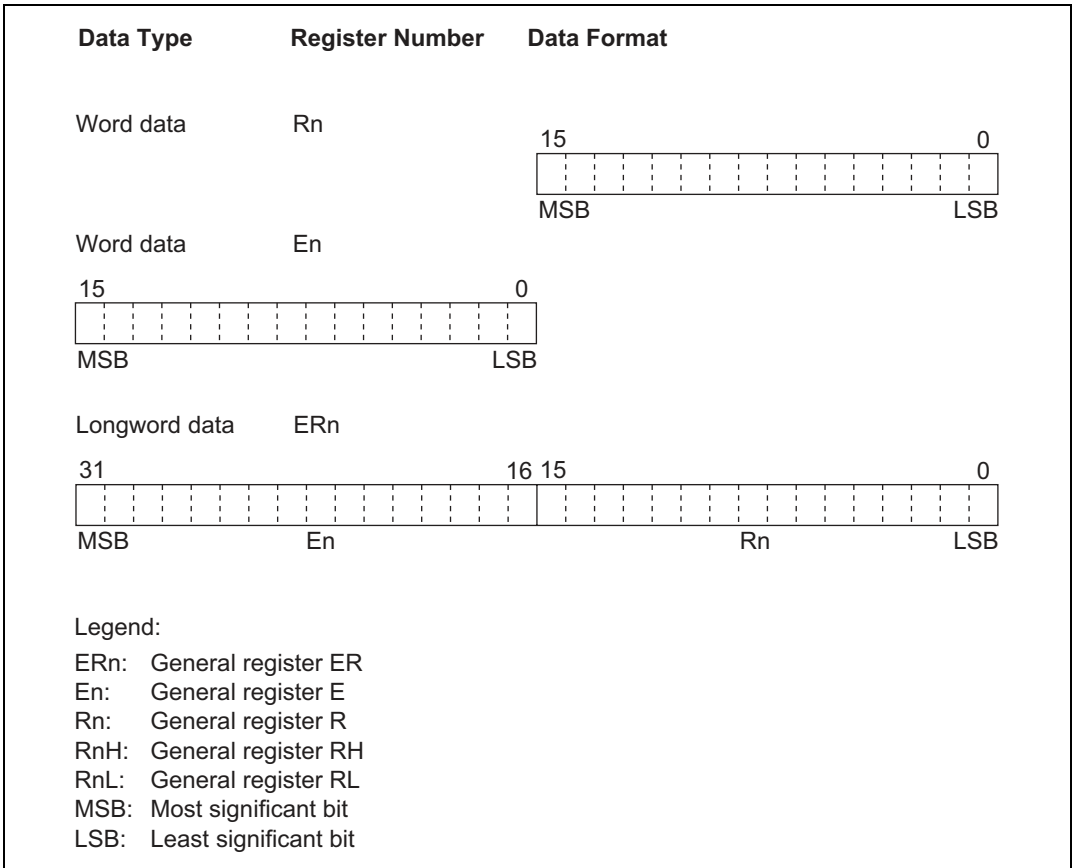 Data Type Register Number Data Format
Word data Rn
15 0
MSB LSB
Word data En
15 0
MSB LSB
Longword data ERn
31 16 15 0
MSB En Rn LSB
Legend:
ERn: General register ER
En: General register E
Rn: General register R
RnH: General register RH
RnL: General register RL
MSB: Most significant bit
LSB: Least significant bit